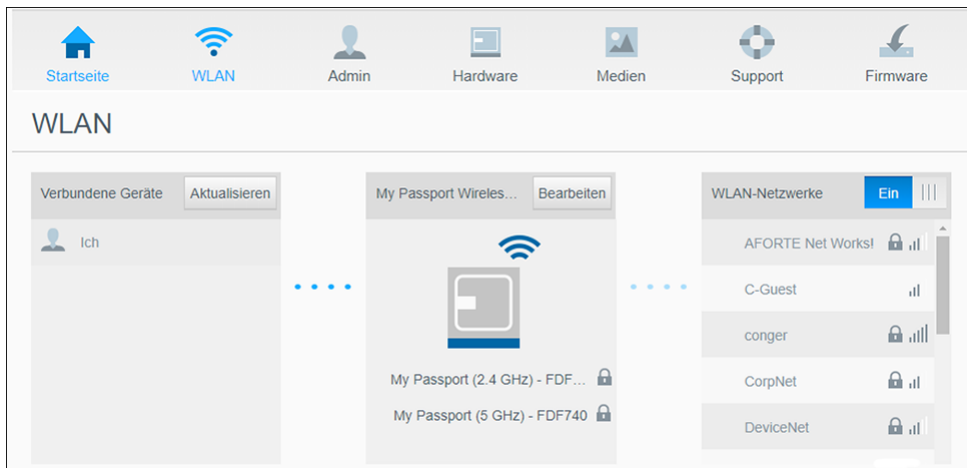 Startseite
WLAN
Admin
Hardware
Medien
Support
Firmware
WLAN
Verbundene Geräte
Aktualisieren
Ich
My Passport Wireles...
Bearbeiten
My Passport (2.4 GHz) - FDF...
My Passport (5 GHz) - FDF740
WLAN-Netzwerke
Ein
AFORTE Net Works!
C-Guest
conger
CorpNet
DeviceNet